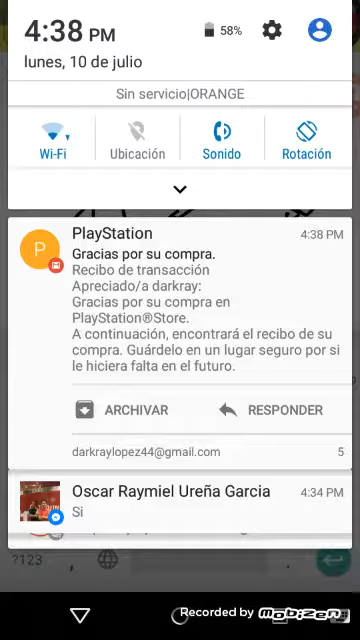 4:38 PM
58%
lunes, 10 de julio
Sin servicio|ORANGE
Wi-Fi
Ubicación
Sonido
Rotación
P
PlayStation
4:38 PM
Gracias por su compra.
Recibo de transacción
Apreciado/a darkray:
Gracias por su compra en
PlayStation®Store.
A continuación, encontrará el recibo de su
compra. Guárdelo en un lugar seguro por si
le hiciera falta en el futuro.
ARCHIVAR
RESPONDER
darkraylopez44@gmail.com
5
Oscar Raymiel Ureña Garcia
4:34 PM
Si
?123
,
.
Recorded by mobizen